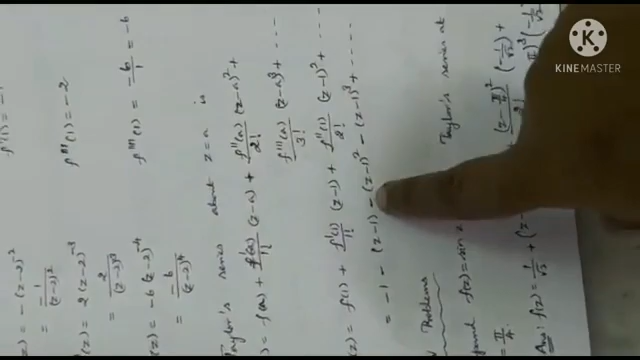 (z) = -(z-2)^-2
= -1/(z-2)^2
f'(1) = -1
(z) = 2(z-2)^-3
= 2/(z-2)^3
f''(1) = -2
(z) = -6(z-2)^-4
= -6/(z-2)^4
f'''(1) = -6/1 = -6
Taylor's series about z=a is
) = f(a) + f'(a)/1! (z-a) + f''(a)/2! (z-a)^2 +
f'''(a)/3! (z-a)^3 + ....
(z) = f(1) + f'(1)/1! (z-1) + f''(1)/2! (z-1)^2 + ....
= -1 - (z-1) - (z-1)^2 - (z-1)^3 + ....
Problems
f(z) = sin z Taylor's series at
= π/4.
Ans: f(z) = 1/√2 +
KINEMASTER